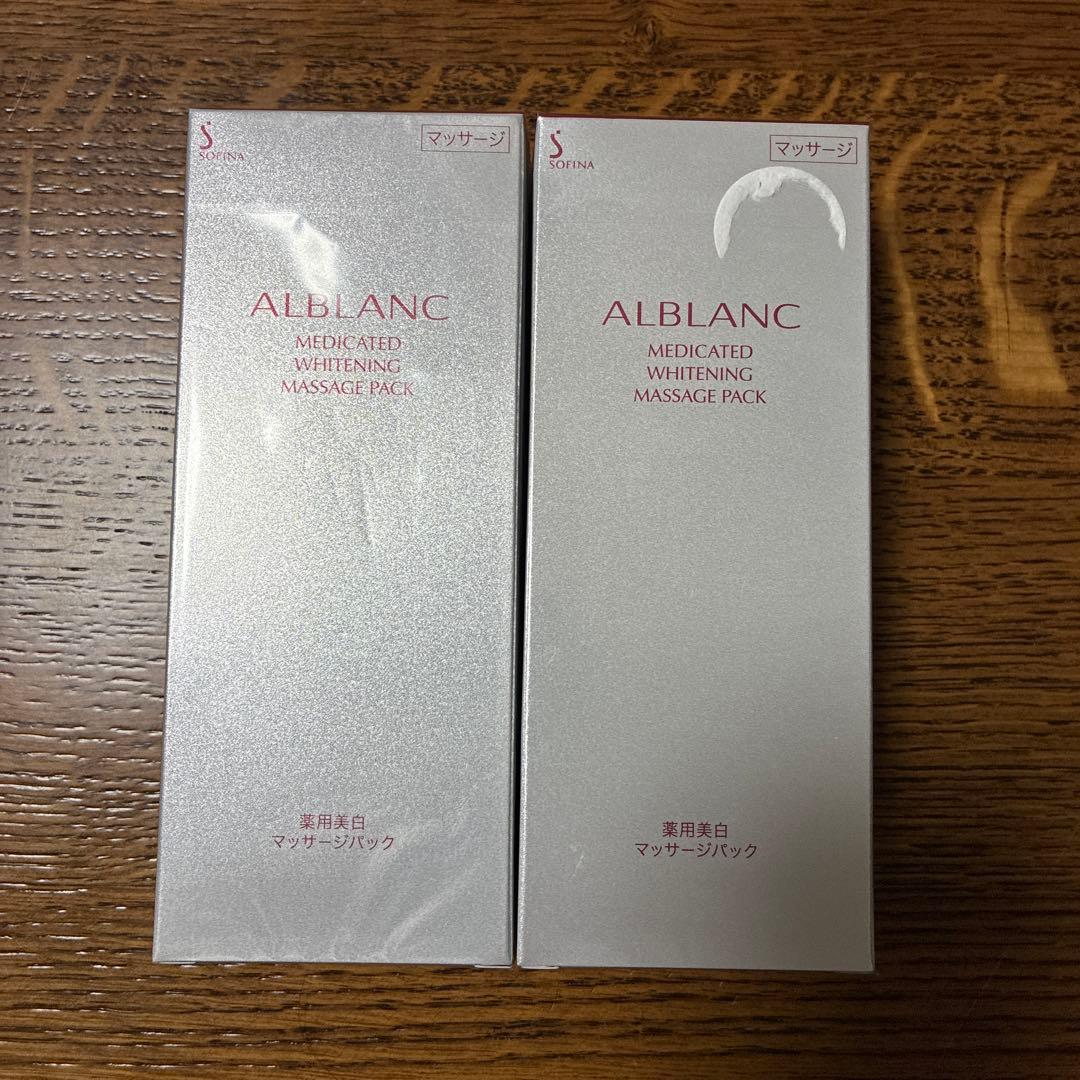 SOFINA
マッサージ
ALBLANC
MEDICATED
WHITENING
MASSAGE PACK
薬用美白
マッサージパック
SOFINA
マッサージ
ALBLANC
MEDICATED
WHITENING
MASSAGE PACK
薬用美白
マッサージパック